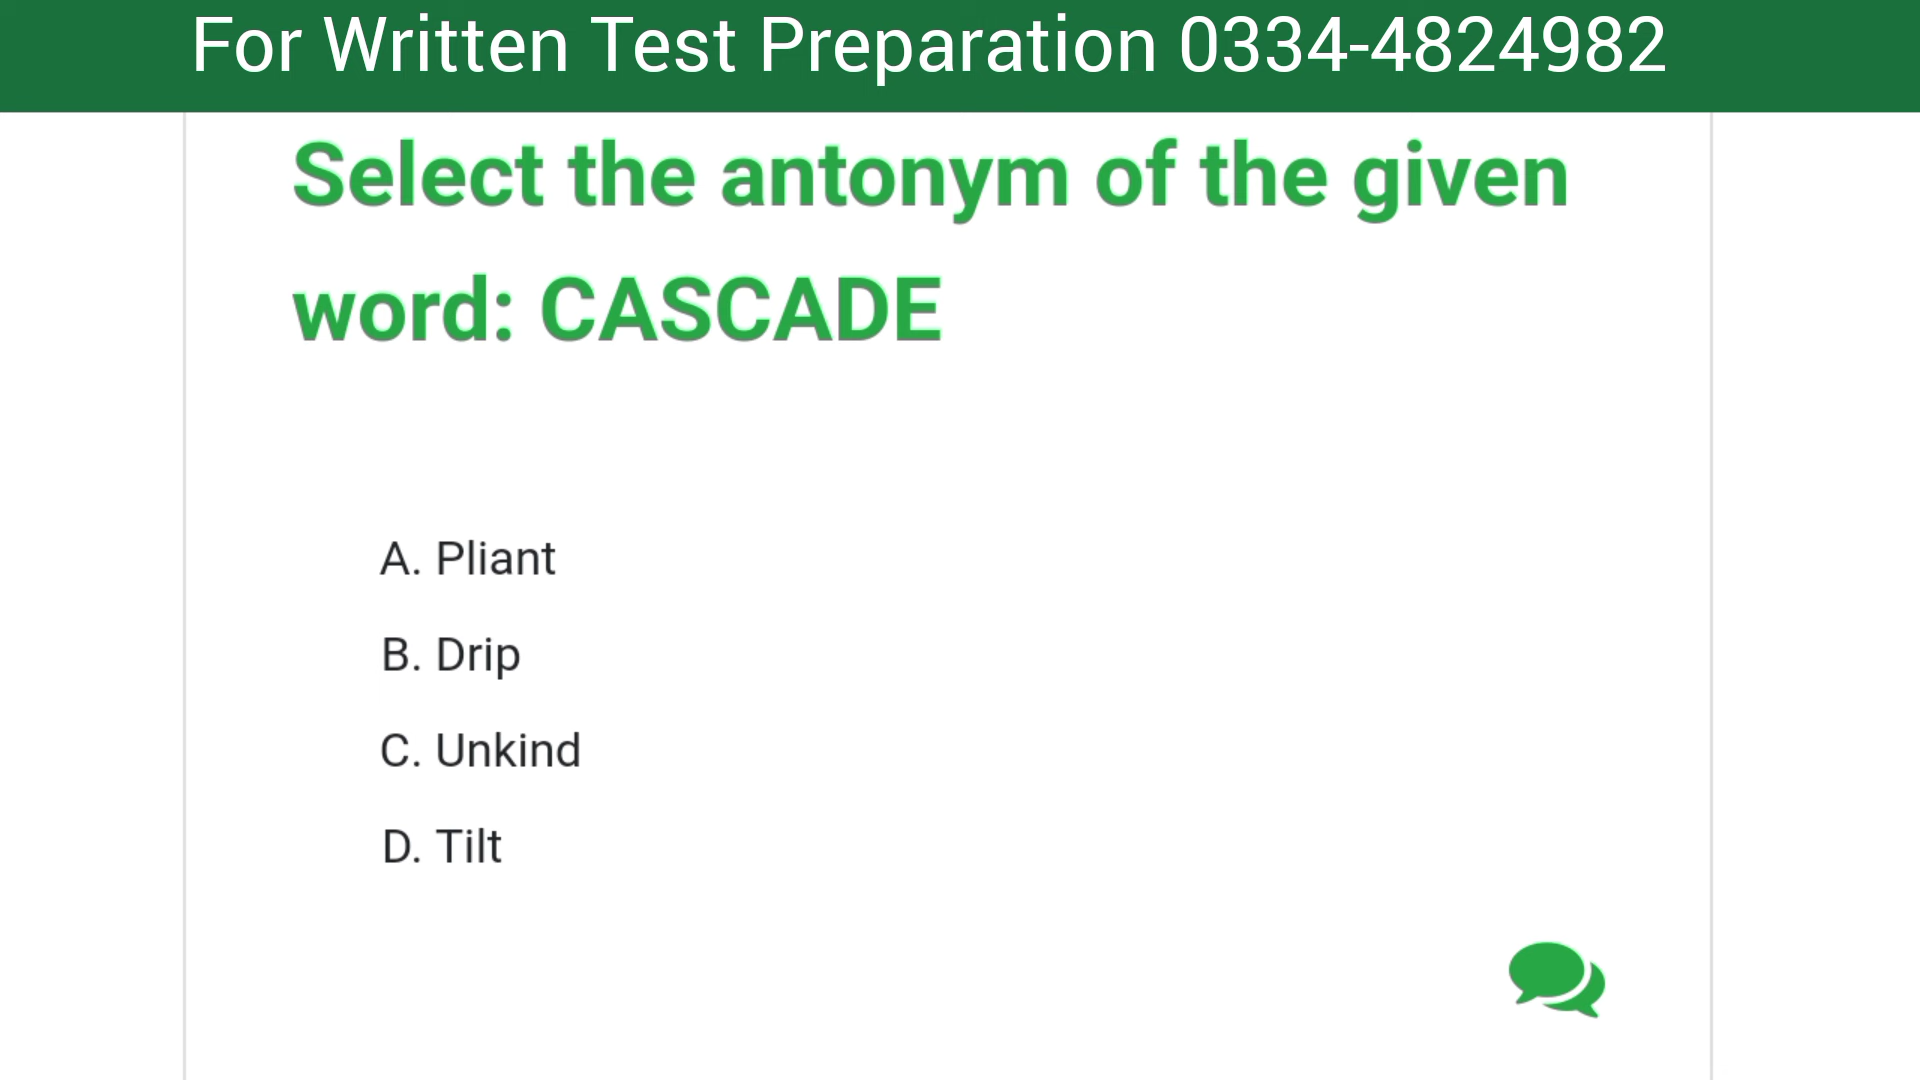 For Written Test Preparation 0334-4824982
Select the antonym of the given
word: CASCADE
A. Pliant
B. Drip
C. Unkind
D. Tilt